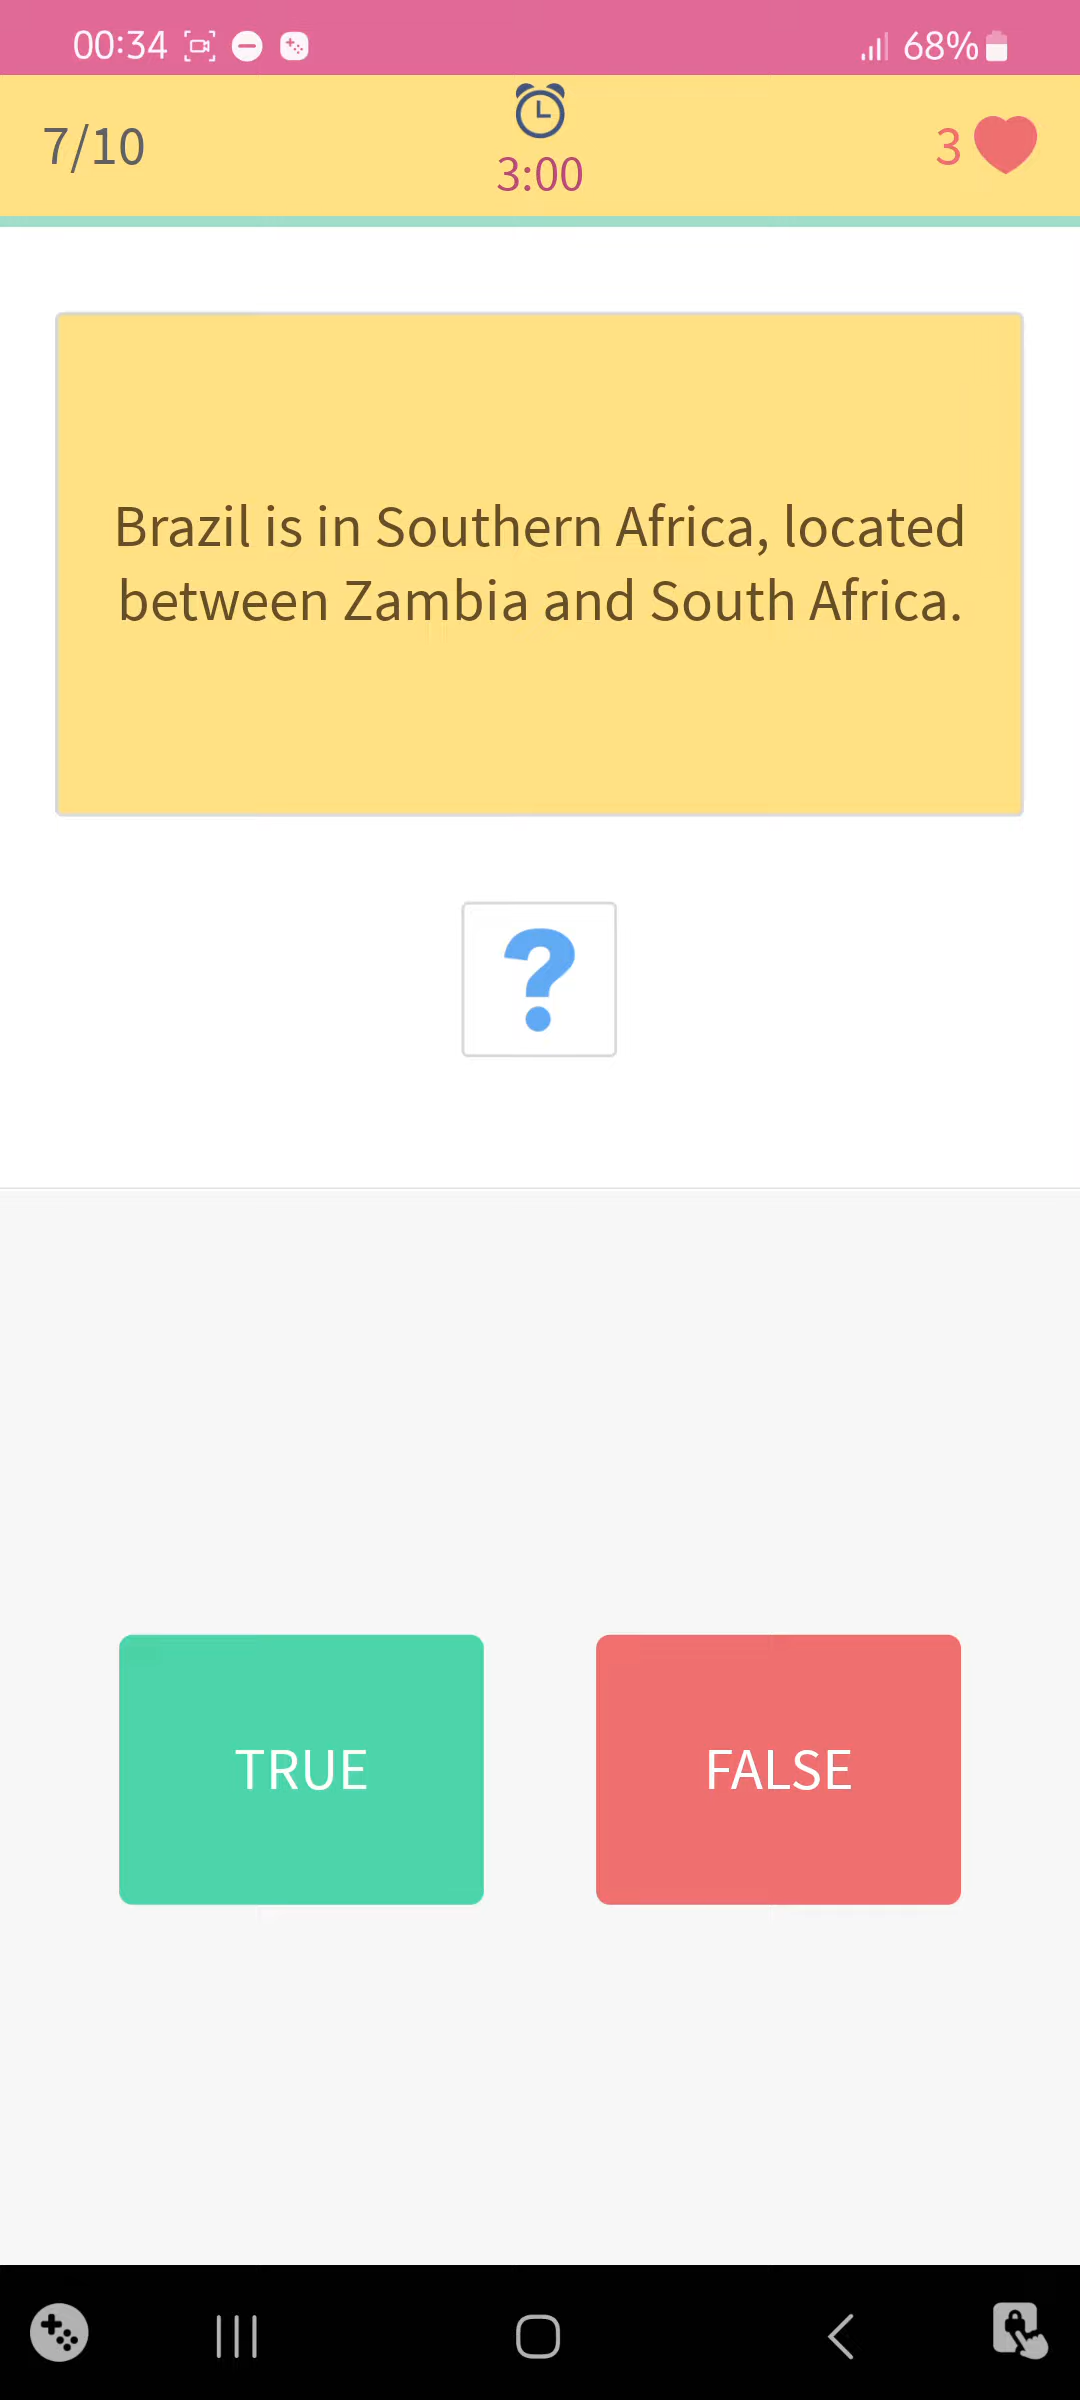 00:34
68%
7/10
3:00
3
Brazil is in Southern Africa, located
between Zambia and South Africa.
?
TRUE
FALSE